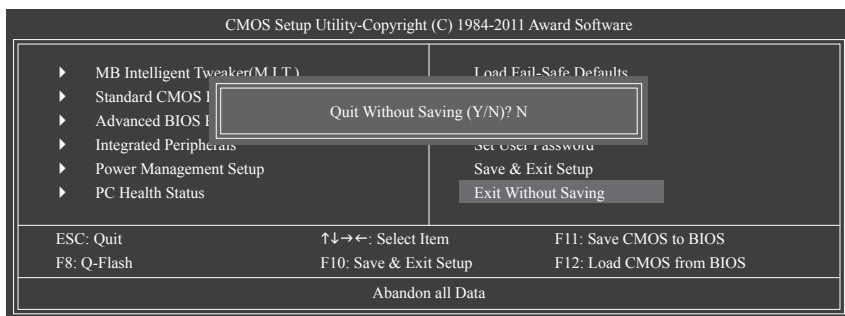 CMOS Setup Utility-Copyright (C) 1984-2011 Award Software
MB Intelligent Tweaker(M.I.T.)
Standard CMOS
Advanced BIOS
Integrated Peripherals
Power Management Setup
PC Health Status
Load Fail-Safe Defaults
Set User Password
Save & Exit Setup
Exit Without Saving
Quit Without Saving (Y/N)? N
ESC: Quit ↑↓→←: Select Item F11: Save CMOS to BIOS
F8: Q-Flash F10: Save & Exit Setup F12: Load CMOS from BIOS
Abandon all Data